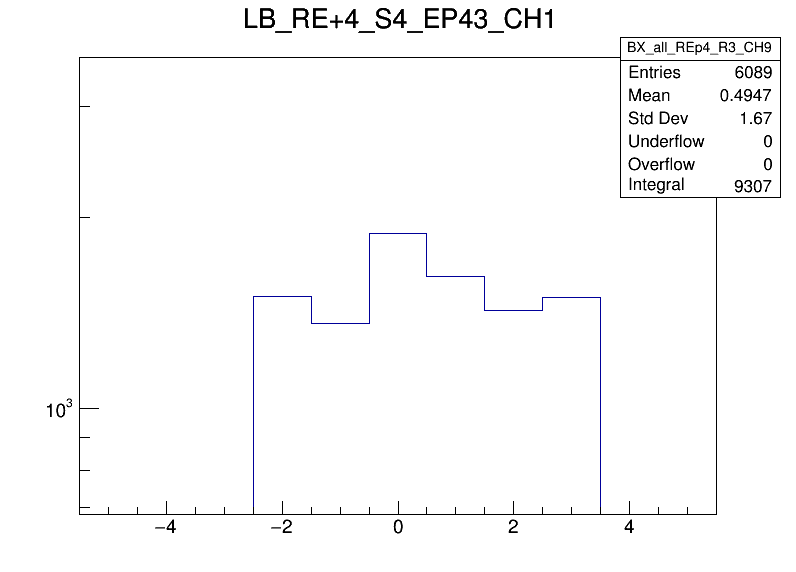 LB_RE+4_S4_EP43_CH1
BX_all_REp4_R3_CH9
Entries 6089
Mean 0.4947
Std Dev 1.67
Underflow 0
Overflow 0
Integral 9307
10³
−4 −2 0 2 4